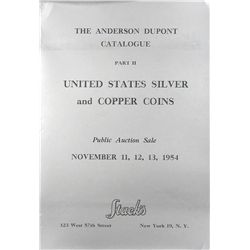 THE ANDERSON DUPONT
CATALOGUE
PART II
UNITED STATES SILVER
and COPPER COINS
Public Auction Sale
NOVEMBER 11, 12, 13, 1954
Stack's
123 West 57th Street New York 19, N. Y.